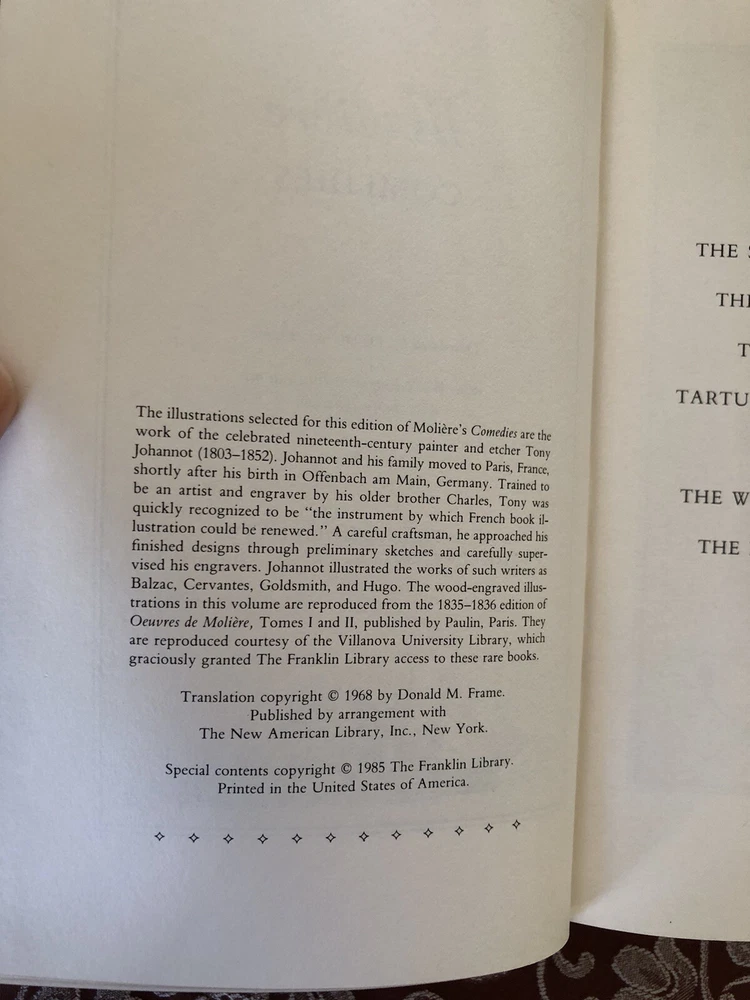 The illustrations selected for this edition of Molière's Comedies are the
work of the celebrated nineteenth-century painter and etcher Tony
Johannot (1803–1852). Johannot and his family moved to Paris, France,
shortly after his birth in Offenbach am Main, Germany. Trained to
be an artist and engraver by his older brother Charles, Tony was
quickly recognized to be "the instrument by which French book il-
lustration could be renewed." A careful craftsman, he approached his
finished designs through preliminary sketches and carefully super-
vised his engravers. Johannot illustrated the works of such writers as
Balzac, Cervantes, Goldsmith, and Hugo. The wood-engraved illus-
trations in this volume are reproduced from the 1835–1836 edition of
Oeuvres de Molière, Tomes I and II, published by Paulin, Paris. They
are reproduced courtesy of the Villanova University Library, which
graciously granted The Franklin Library access to these rare books.
Translation copyright © 1968 by Donald M. Frame.
Published by arrangement with
The New American Library, Inc., New York.
Special contents copyright © 1985 The Franklin Library.
Printed in the United States of America.
THE
TH
T
TARTU
THE W
THE